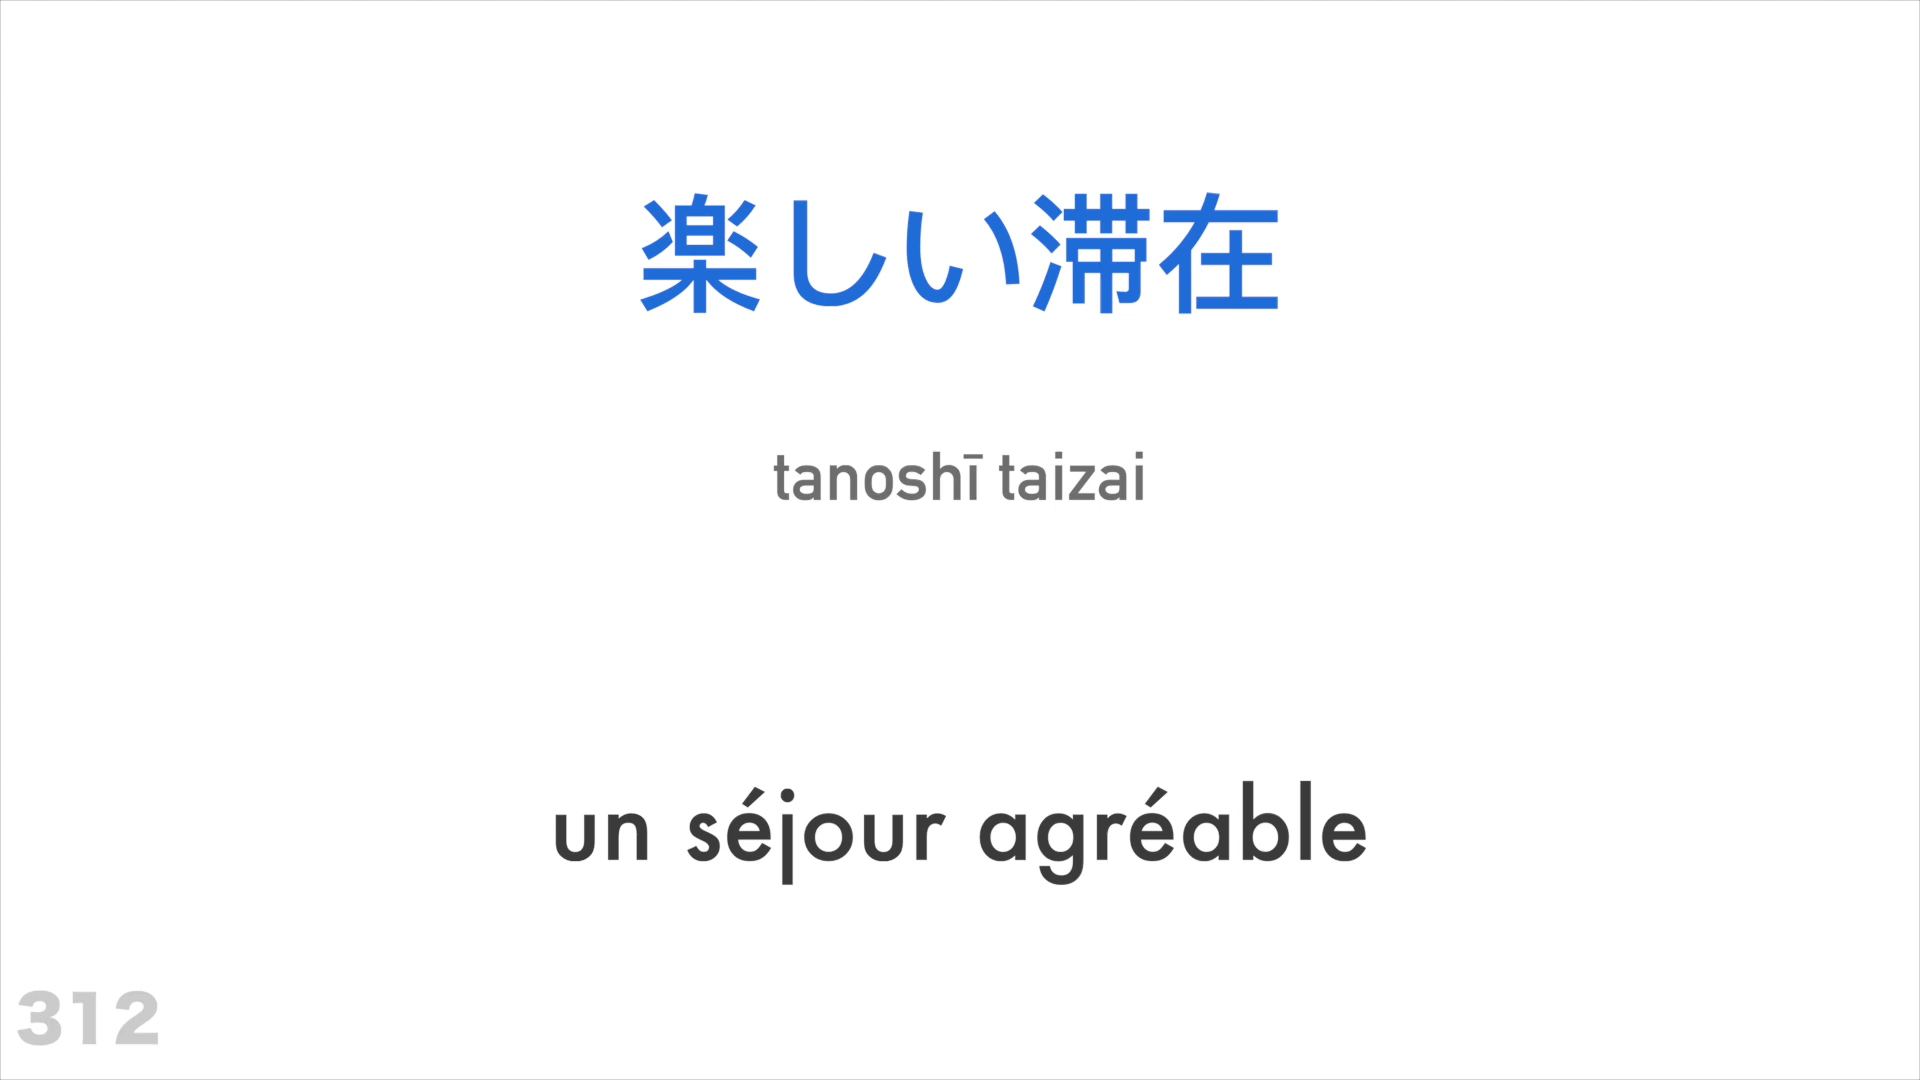 楽しい滞在
tanoshī taizai
un séjour agréable
312